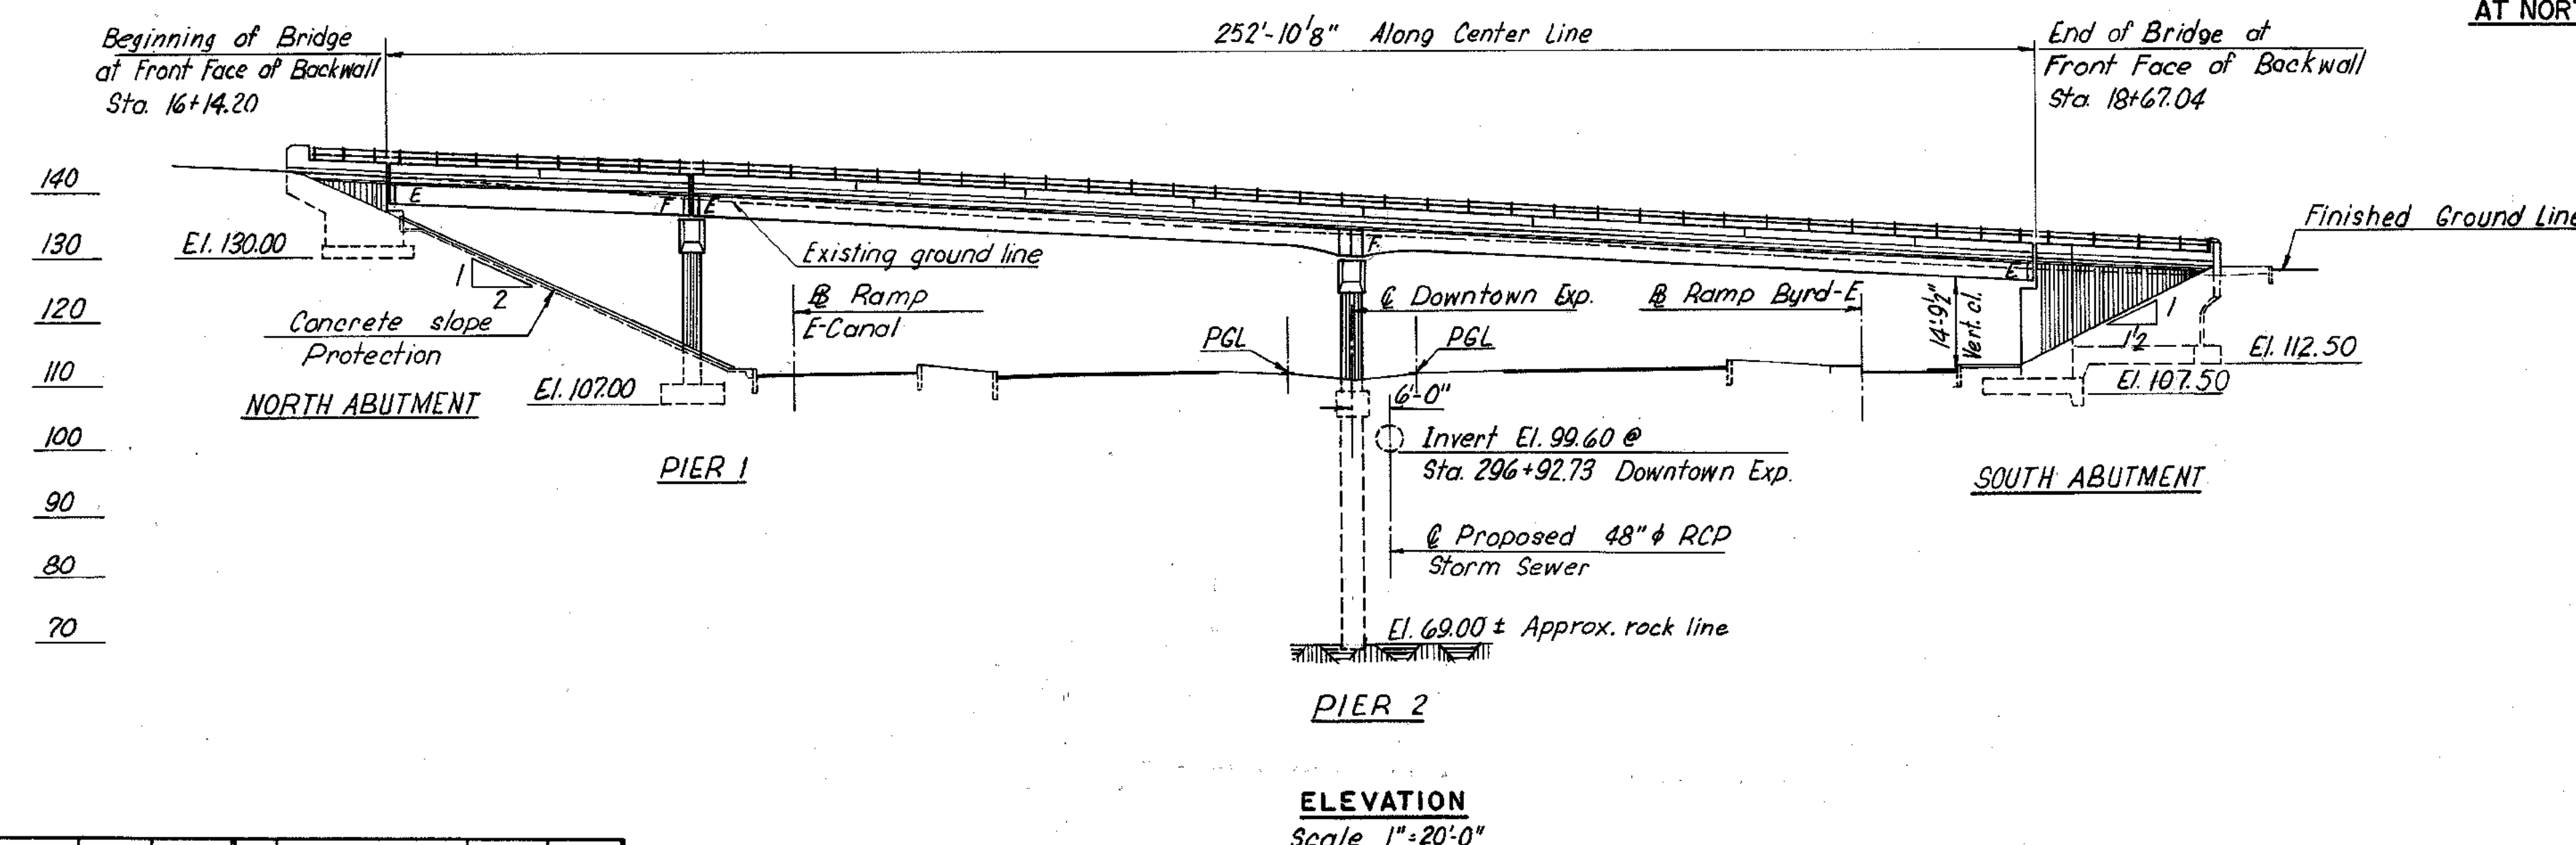 AT NOR
252'-10 1/8" Along Center Line
Beginning of Bridge
at Front Face of Backwall
Sta. 16+14.20
End of Bridge at
Front Face of Backwall
Sta. 18+67.04
140
130
120
110
100
90
80
70
E
F E
F
E
El. 130.00
Existing ground line
Finished Ground Line
1
2
Concrete slope
Protection
NORTH ABUTMENT
El. 107.00
PIER 1
BL Ramp
E-Canal
PGL
℄ Downtown Exp.
PGL
BL Ramp Byrd-E
14'-9 1/2"
Vert. cl.
1
1 1/2
El. 112.50
El. 107.50
6'-0"
Invert El. 99.60 @
Sta. 296+92.73 Downtown Exp.
SOUTH ABUTMENT
℄ Proposed 48" ϕ RCP
Storm Sewer
El. 69.00 ± Approx. rock line
PIER 2
ELEVATION
Scale 1"=20'-0"